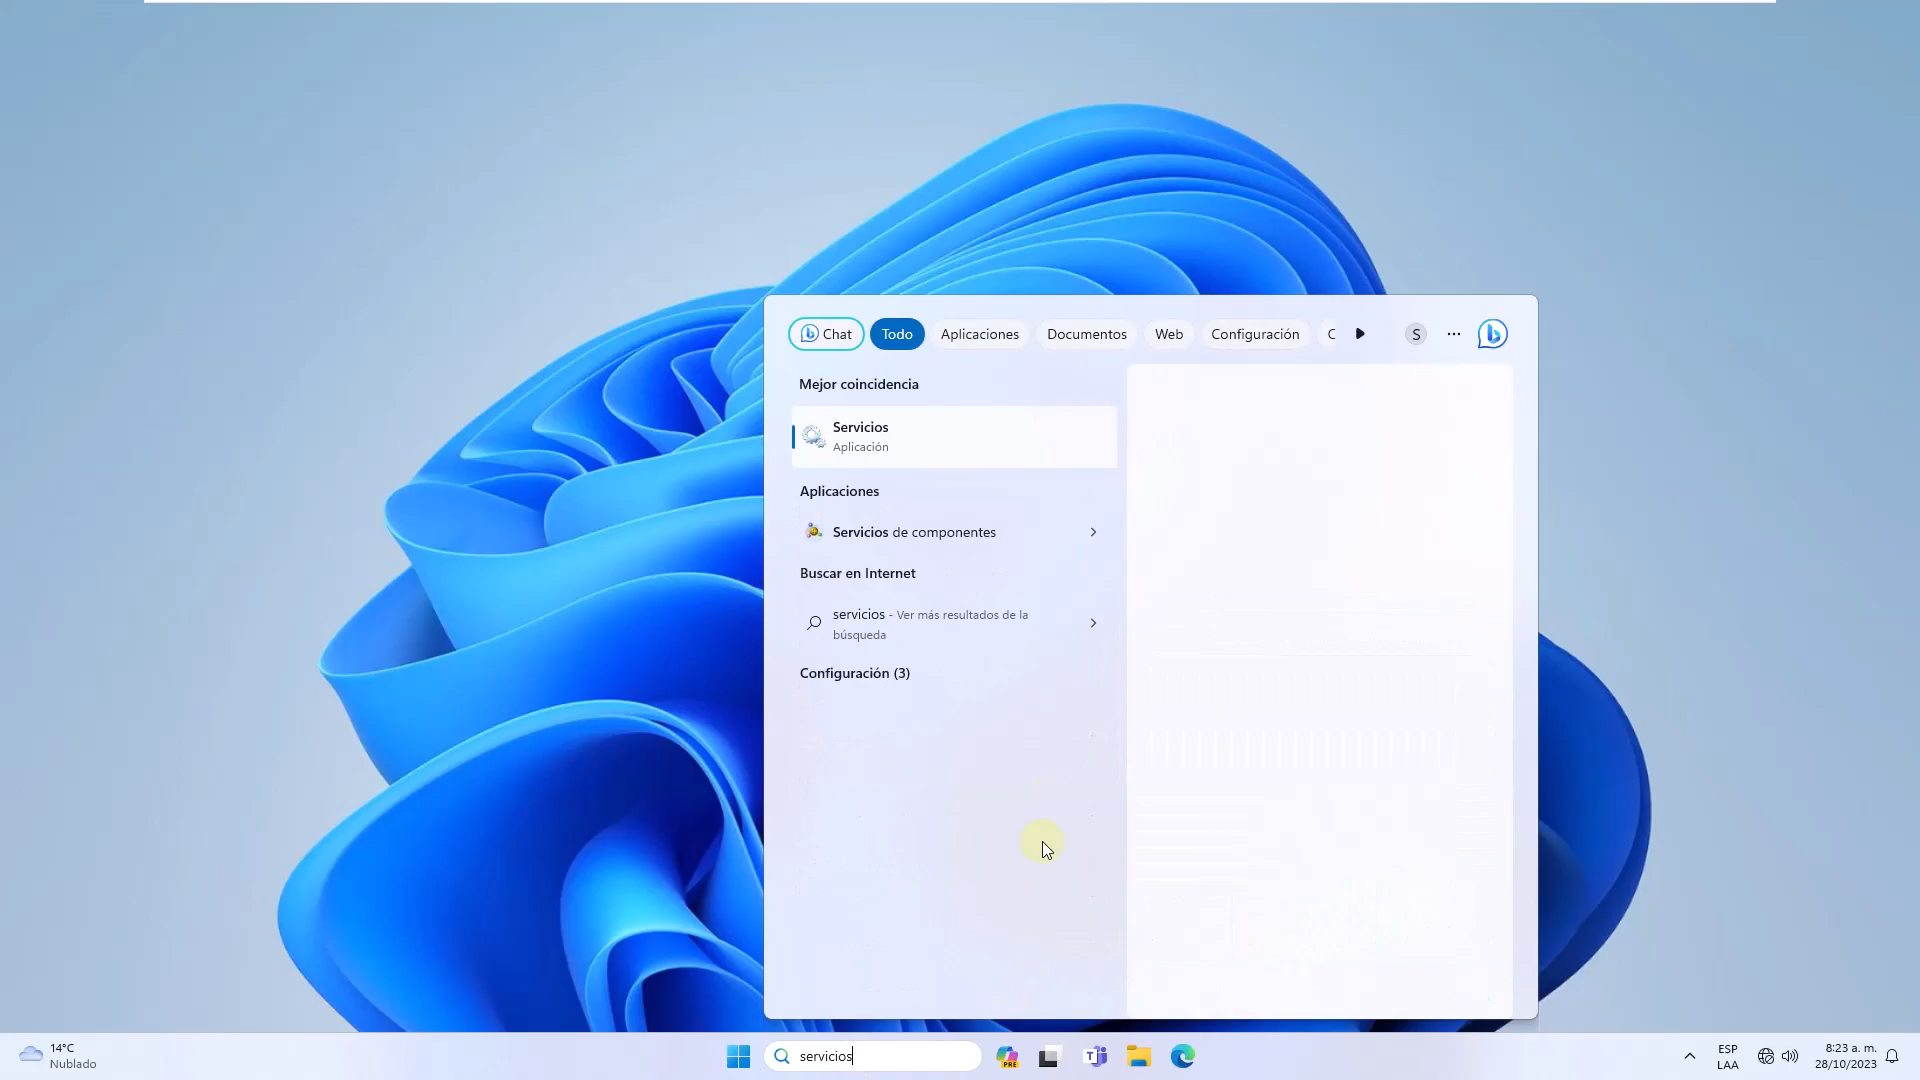 Chat
Todo
Aplicaciones
Documentos
Web
Configuración
C
S
Mejor coincidencia
Servicios
Aplicación
Aplicaciones
Servicios de componentes
Buscar en Internet
servicios - Ver más resultados de la
búsqueda
Configuración (3)
14°C
Nublado
servicios
PRE
ESP
LAA
8:23 a. m.
28/10/2023